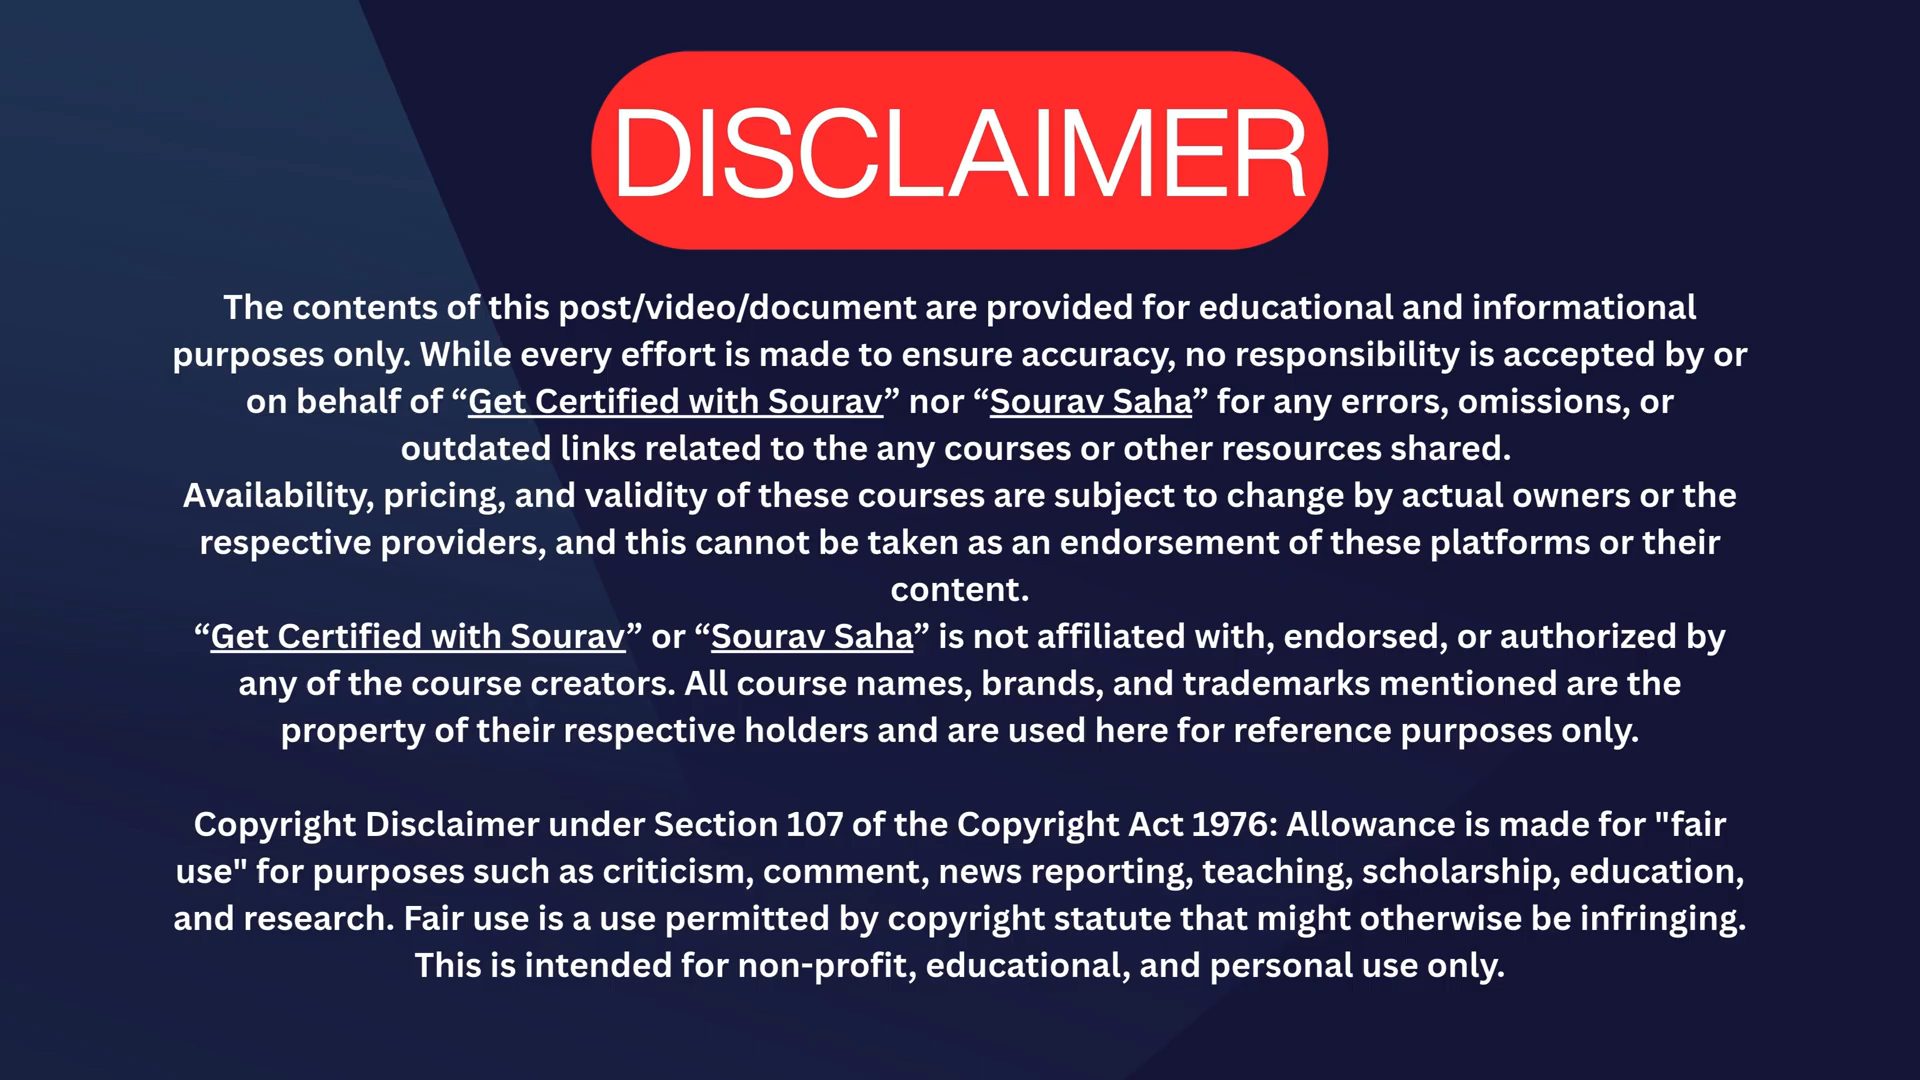 DISCLAIMER
The contents of this post/video/document are provided for educational and informational
purposes only. While every effort is made to ensure accuracy, no responsibility is accepted by or
on behalf of “Get Certified with Sourav” nor “Sourav Saha” for any errors, omissions, or
outdated links related to the any courses or other resources shared.
Availability, pricing, and validity of these courses are subject to change by actual owners or the
respective providers, and this cannot be taken as an endorsement of these platforms or their
content.
“Get Certified with Sourav” or “Sourav Saha” is not affiliated with, endorsed, or authorized by
any of the course creators. All course names, brands, and trademarks mentioned are the
property of their respective holders and are used here for reference purposes only.
Copyright Disclaimer under Section 107 of the Copyright Act 1976: Allowance is made for "fair
use" for purposes such as criticism, comment, news reporting, teaching, scholarship, education,
and research. Fair use is a use permitted by copyright statute that might otherwise be infringing.
This is intended for non-profit, educational, and personal use only.